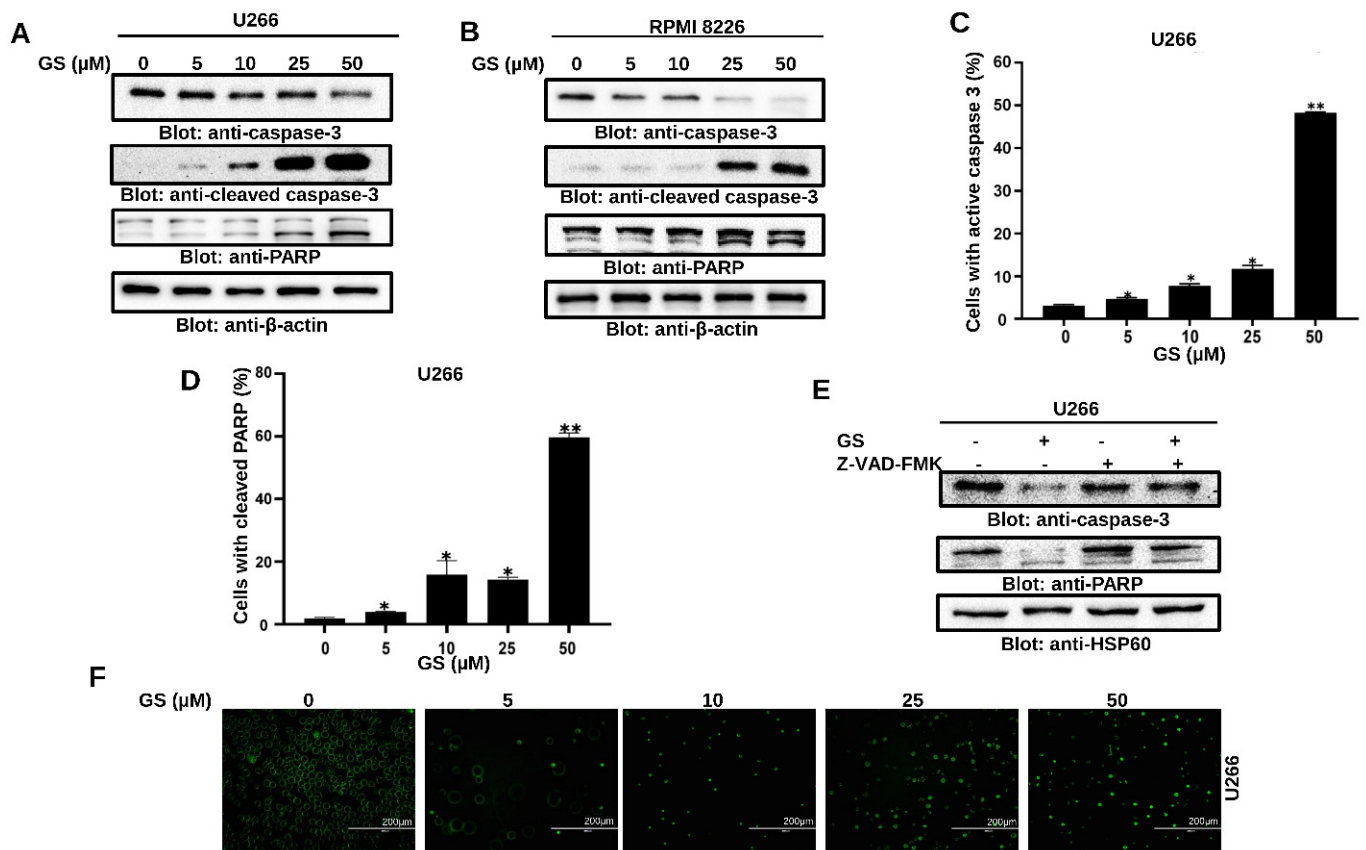 A
U266
GS (µM) 0 5 10 25 50
Blot: anti-caspase-3
Blot: anti-cleaved caspase-3
Blot: anti-PARP
Blot: anti-β-actin
B
RPMI 8226
GS (µM) 0 5 10 25 50
Blot: anti-caspase-3
Blot: anti-cleaved caspase-3
Blot: anti-PARP
Blot: anti-β-actin
C
U266
Cells with active caspase 3 (%)
60
50
40
30
20
10
0
* * * **
0 5 10 25 50
GS (µM)
D
U266
Cells with cleaved PARP (%)
80
60
40
20
0
* * * **
0 5 10 25 50
GS (µM)
E
U266
GS - + - +
Z-VAD-FMK - - + +
Blot: anti-caspase-3
Blot: anti-PARP
Blot: anti-HSP60
F
GS (µM) 0 5 10 25 50
200µm 200µm 200µm 200µm 200µm
U266